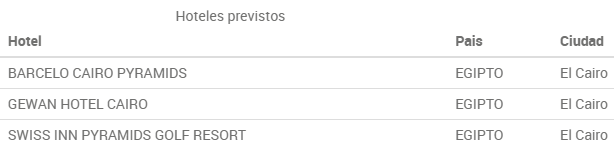 Hoteles previstos
Hotel Pais Ciudad
BARCELO CAIRO PYRAMIDS EGIPTO El Cairo
GEWAN HOTEL CAIRO EGIPTO El Cairo
SWISS INN PYRAMIDS GOLF RESORT EGIPTO El Cairo